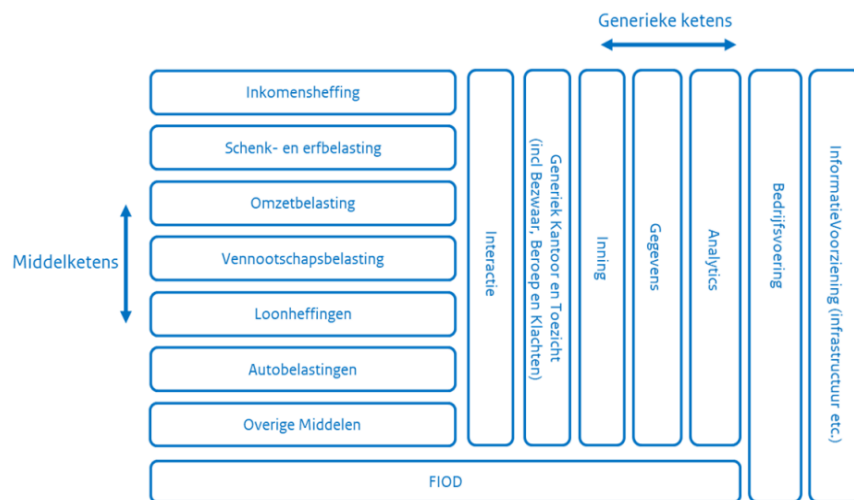 Generieke ketens
Middelketens
Inkomensheffing
Schenk- en erfbelasting
Omzetbelasting
Vennootschapsbelasting
Loonheffingen
Autobelastingen
Overige Middelen
Interactie
Generiek Kantoor en Toezicht
(incl Bezwaar, Beroep en Klachten)
Inning
Gegevens
Analytics
Bedrijfsvoering
InformatieVoorziening (infrastructuur etc.)
FIOD